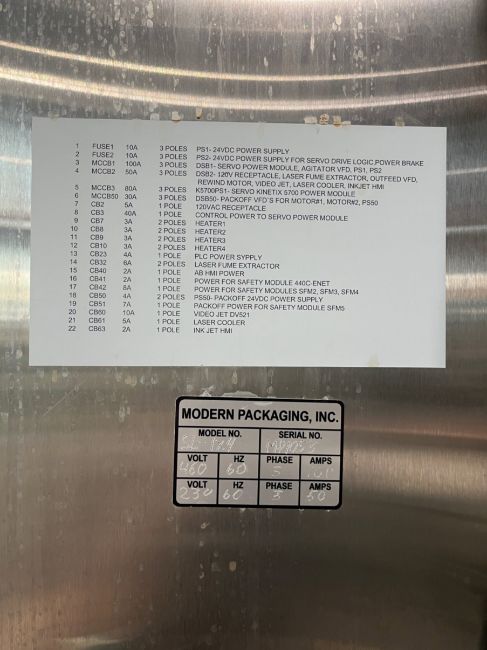 1 FUSE1 10A 3 POLES PS1- 24VDC POWER SUPPLY
2 FUSE2 10A 3 POLES PS2- 24VDC POWER SUPPLY FOR SERVO DRIVE LOGIC POWER BRAKE
3 MCCB1 100A 3 POLES DSB1- SERVO POWER MODULE, AGITATOR VFD, PS1, PS2
4 MCCB2 50A 3 POLES DSB2- 120V RECEPTACLE, LASER FUME EXTRACTOR, OUTFEED VFD,
REWIND MOTOR, VIDEO JET, LASER COOLER, INKJET HMI
5 MCCB3 80A 3 POLES K5700PS1- SERVO KINETIX 5700 POWER MODULE
6 MCCB50 30A 3 POLES DSB50- PACKOFF VFD'S FOR MOTOR#1, MOTOR#2, PS50
7 CB2 5A 1 POLE 120VAC RECEPTACLE
8 CB3 40A 1 POLE CONTROL POWER TO SERVO POWER MODULE
9 CB7 3A 2 POLES HEATER1
10 CB8 3A 2 POLES HEATER2
11 CB9 3A 2 POLES HEATER3
12 CB10 3A 2 POLES HEATER4
13 CB23 4A 1 POLE PLC POWER SYPPLY
14 CB32 6A 2 POLES LASER FUME EXTRACTOR
15 CB40 2A 1 POLE AB HMI POWER
16 CB41 2A 1 POLE POWER FOR SAFETY MODULE 440C-ENET
17 CB42 8A 1 POLE POWER FOR SAFETY MODULES SFM2, SFM3, SFM4
18 CB50 4A 2 POLES PS50- PACKOFF 24VDC POWER SUPPLY
19 CB51 7A 1 POLE PACKOFF POWER FOR SAFETY MODULE SFM5
20 CB60 10A 1 POLE VIDEO JET DV521
21 CB61 5A 1 POLE LASER COOLER
22 CB63 2A 1 POLE INK JET HMI
MODERN PACKAGING, INC.
MODEL NO. SERIAL NO.
VOLT HZ PHASE AMPS
460 60
VOLT HZ PHASE AMPS
230 60 3 50